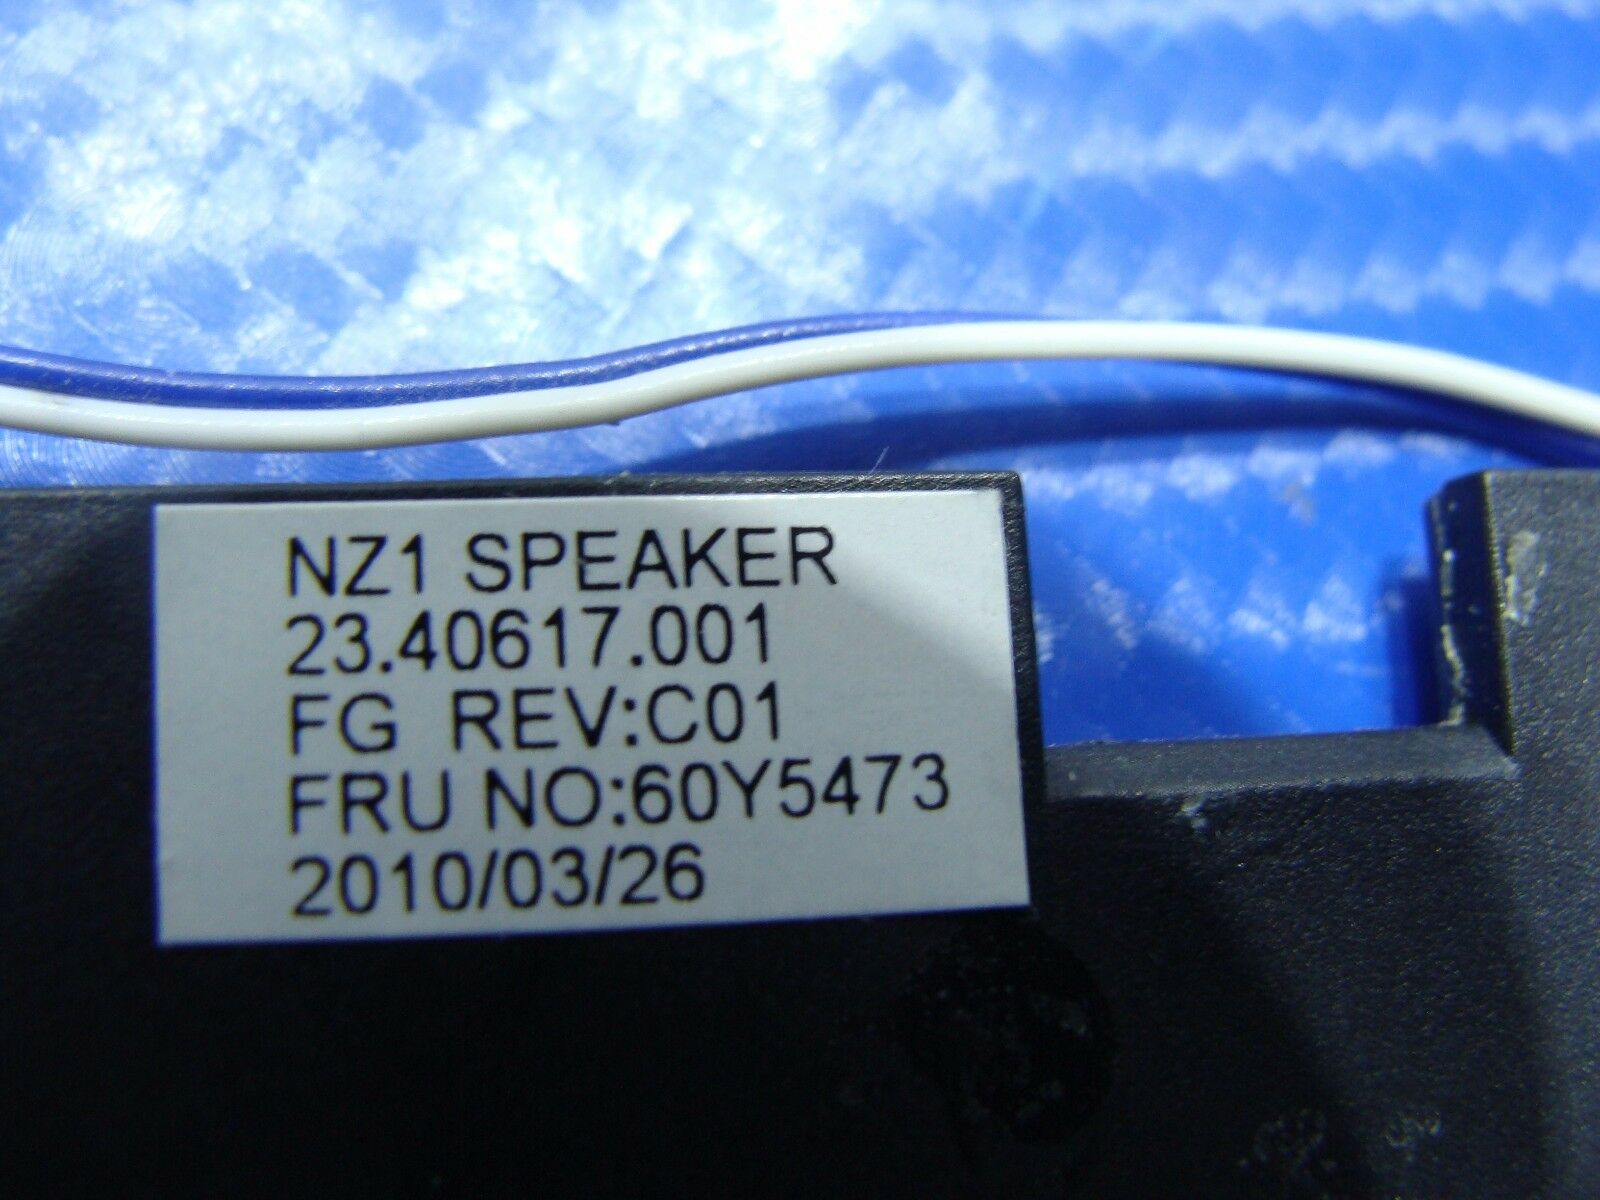 NZ1 SPEAKER
23.40617.001
FG REV:C01
FRU NO:60Y5473
2010/03/26